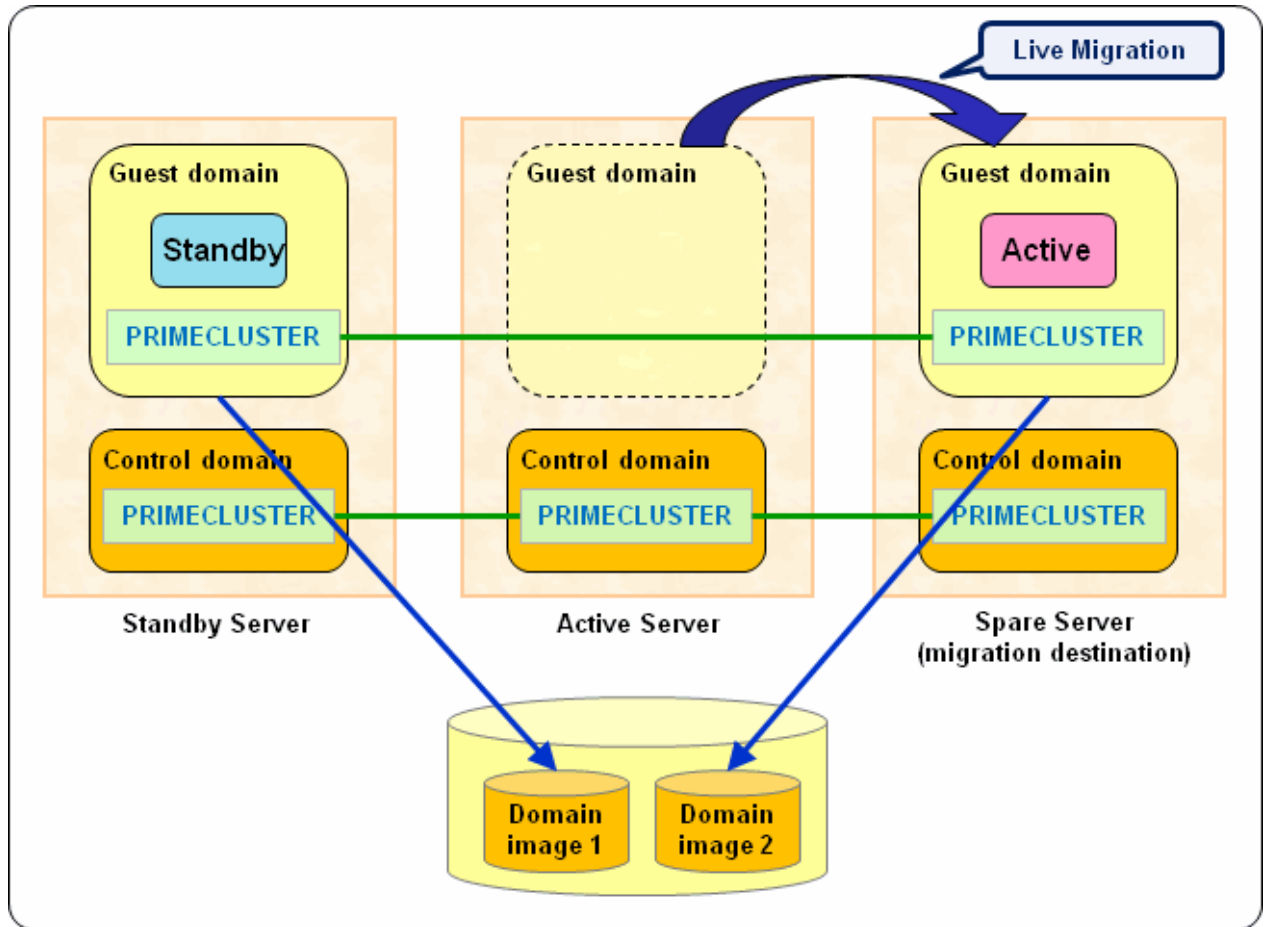 Live Migration
Guest domain
Guest domain
Guest domain
Standby
Active
PRIMECLUSTER
PRIMECLUSTER
Control domain
Control domain
Control domain
PRIMECLUSTER
PRIMECLUSTER
PRIMECLUSTER
Standby Server
Active Server
Spare Server
(migration destination)
Domain
image 1
Domain
image 2